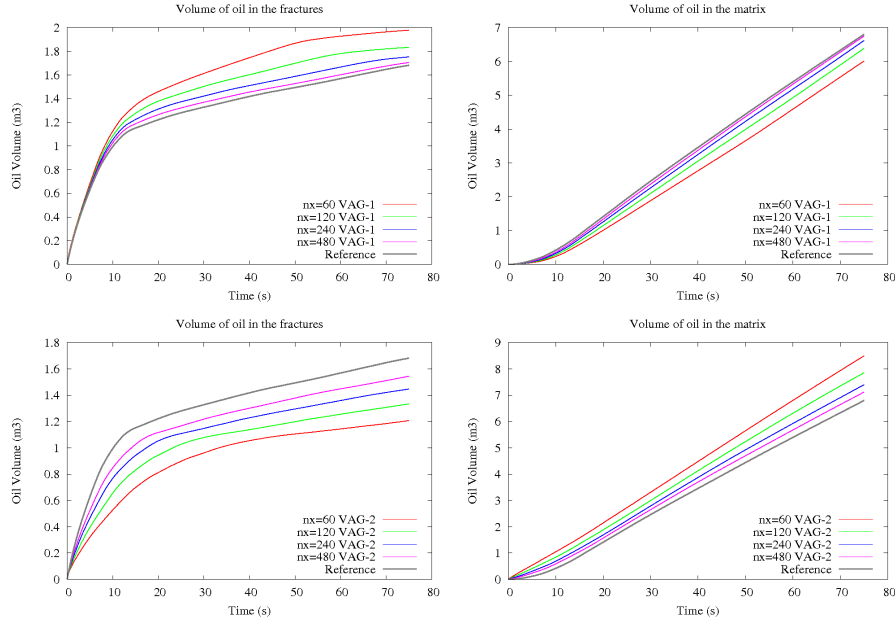 Volume of oil in the fractures
Oil Volume (m3)
2
1.8
1.6
1.4
1.2
1
0.8
0.6
0.4
0.2
0
nx=60 VAG-1
nx=120 VAG-1
nx=240 VAG-1
nx=480 VAG-1
Reference
0 10 20 30 40 50 60 70 80
Time (s)
Volume of oil in the matrix
Oil Volume (m3)
7
6
5
4
3
2
1
0
nx=60 VAG-1
nx=120 VAG-1
nx=240 VAG-1
nx=480 VAG-1
Reference
0 10 20 30 40 50 60 70 80
Time (s)
Volume of oil in the fractures
Oil Volume (m3)
1.8
1.6
1.4
1.2
1
0.8
0.6
0.4
0.2
0
nx=60 VAG-2
nx=120 VAG-2
nx=240 VAG-2
nx=480 VAG-2
Reference
0 10 20 30 40 50 60 70 80
Time (s)
Volume of oil in the matrix
Oil Volume (m3)
9
8
7
6
5
4
3
2
1
0
nx=60 VAG-2
nx=120 VAG-2
nx=240 VAG-2
nx=480 VAG-2
Reference
0 10 20 30 40 50 60 70 80
Time (s)